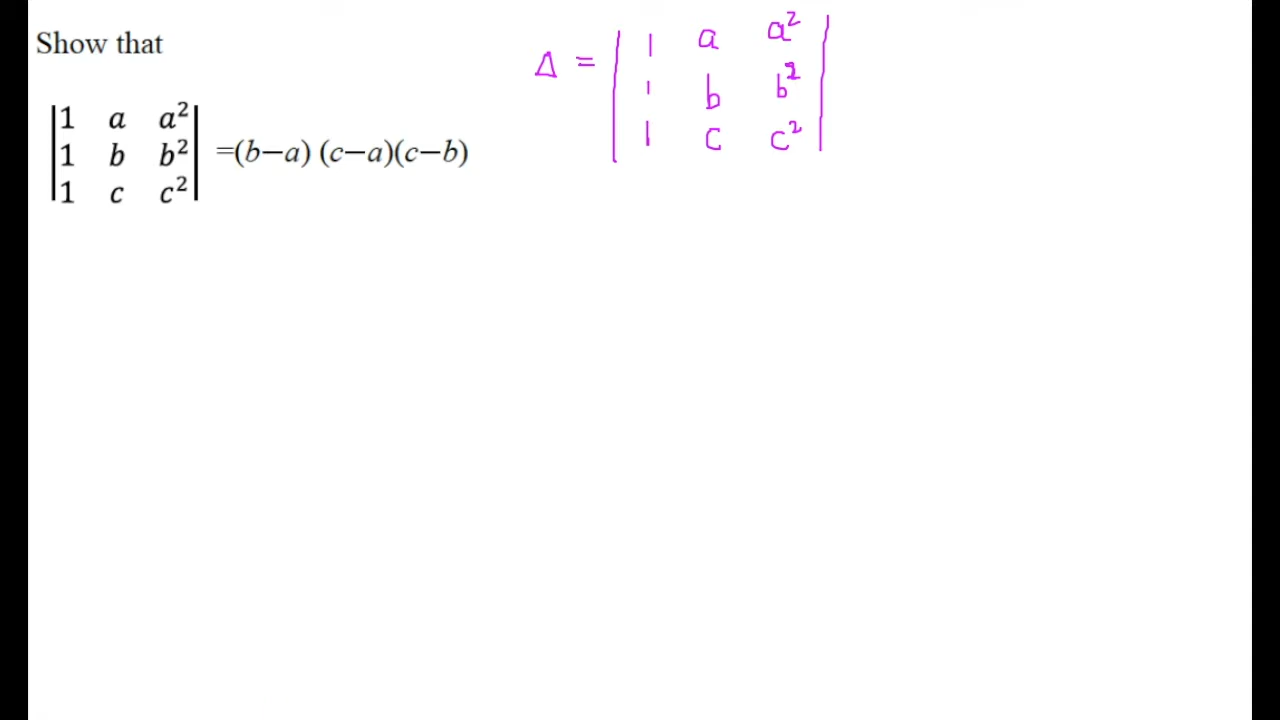 Show that
|1 a a²|
|1 b b²| =(b−a) (c−a)(c−b)
|1 c c²|
Δ = | 1 a a² |
| 1 b b² |
| 1 c c² |